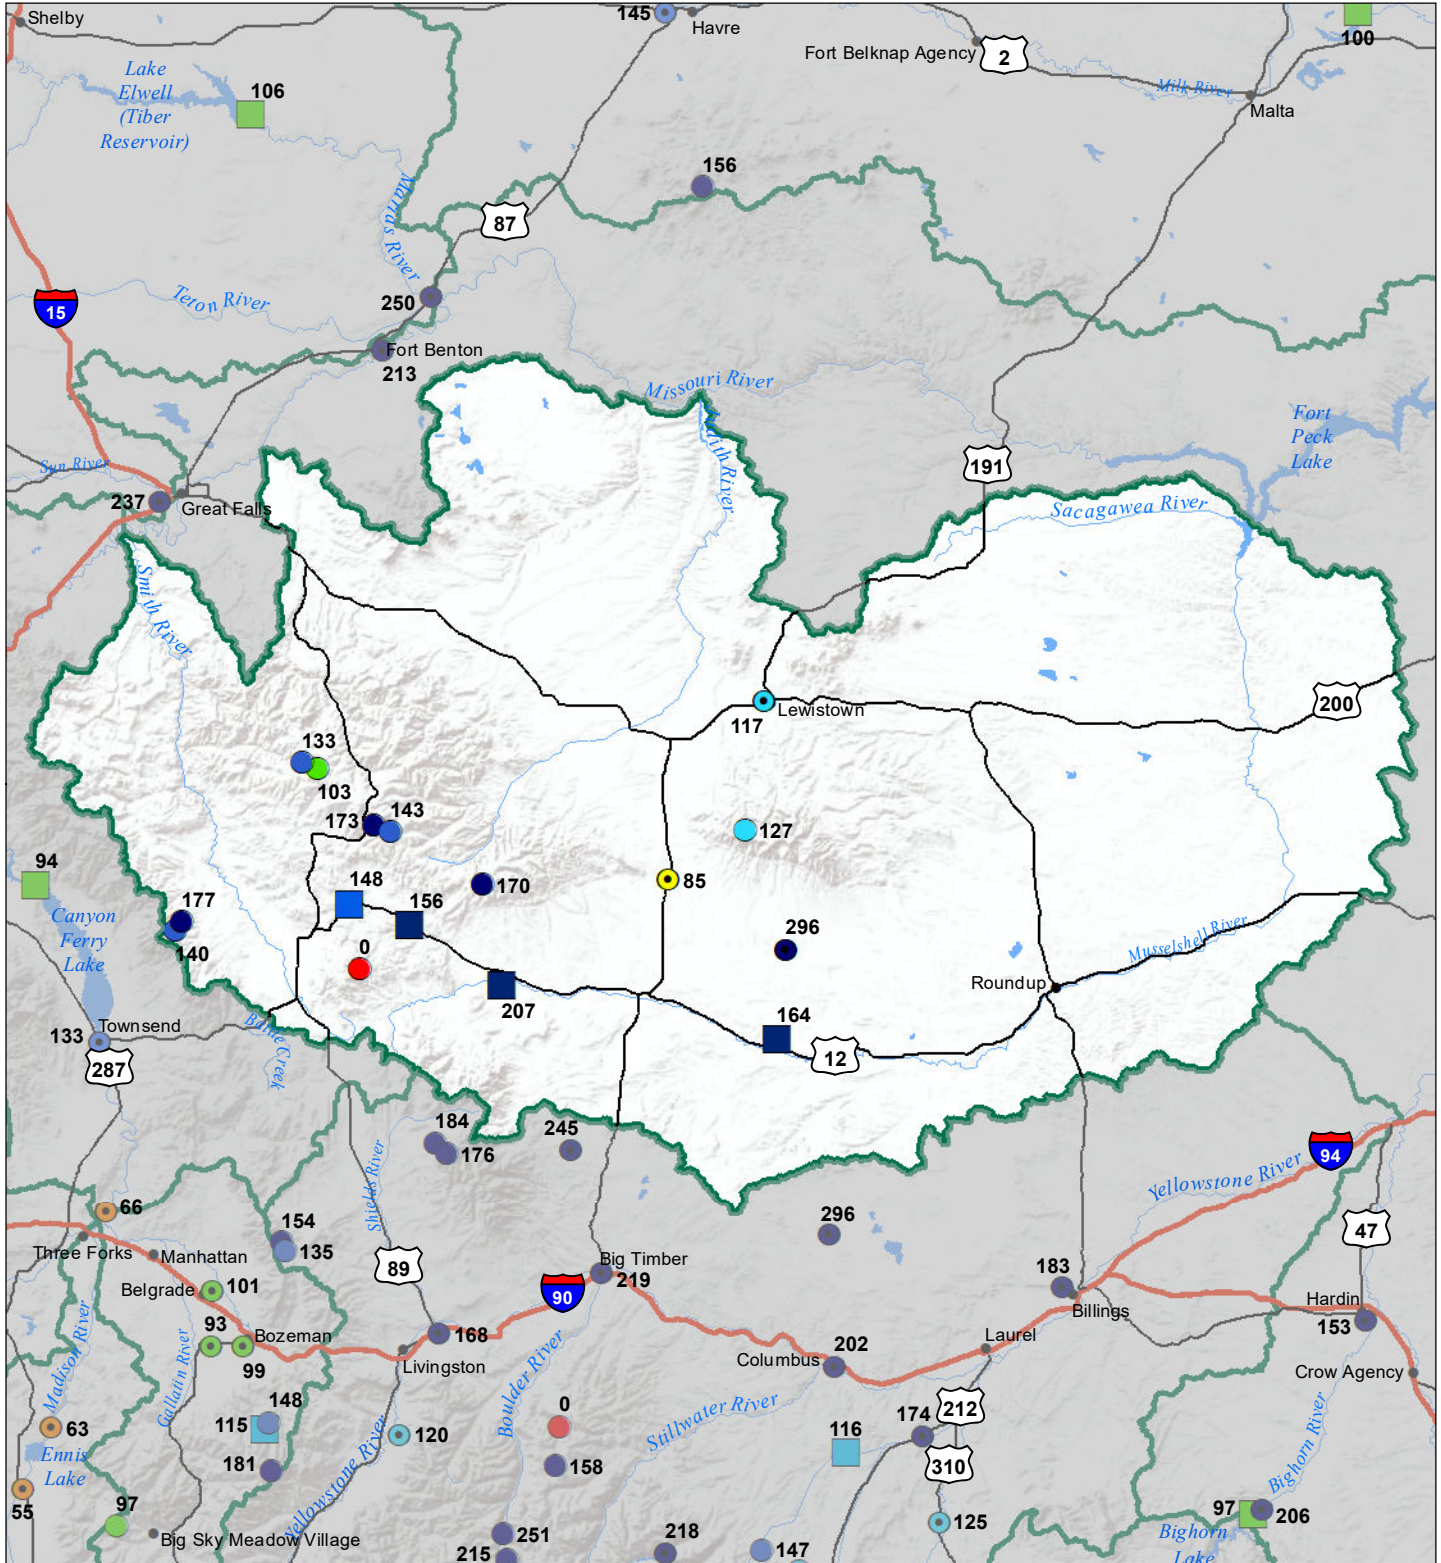 Shelby
145
Havre
Fort Belknap Agency
2
100
Lake
Elwell
(Tiber
Reservoir)
106
Milk River
Malta
156
Marias River
87
250
Teton River
15
Fort Benton
213
Missouri River
Judith River
Fort
Peck
Lake
191
Sun River
237
Great Falls
Sacagawea River
Smith River
200
117
Lewistown
133
103
173
143
127
94
148
170
85
177
156
Canyon
Ferry
Lake
140
0
296
Musselshell River
Roundup
207
164
Townsend
133
Battle Creek
12
287
184
176
245
Shields River
94
Yellowstone River
66
154
135
296
47
Three Forks
Manhattan
89
Big Timber
219
183
Belgrade
101
90
Billings
Hardin
153
93
Bozeman
99
168
Livingston
Laurel
Columbus
202
Crow Agency
Madison River
Gallatin River
Boulder River
148
115
0
Stillwater River
212
63
120
116
174
Ennis
Lake
181
158
310
Bighorn River
55
97
Yellowstone River
97
206
Big Sky Meadow Village
251
125
Bighorn
Lake
215
218
147